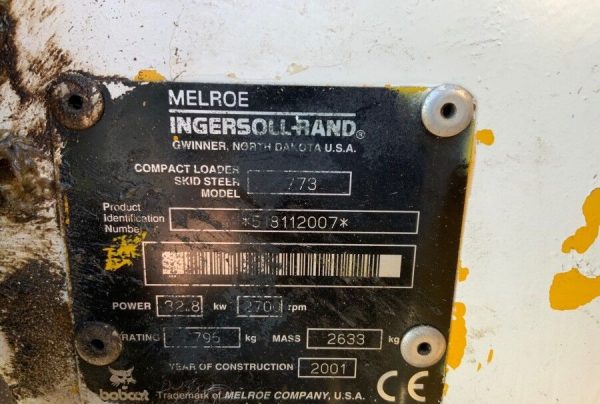 MELROE
INGERSOLL-RAND®
GWINNER, NORTH DAKOTA U.S.A.
COMPACT LOADER
SKID STEER
MODEL 773
Product
Identification
Number
POWER 32.8 kw 2700 rpm
RATING 795 kg MASS 2633 kg
YEAR OF CONSTRUCTION 2001
bobcat Trademark of MELROE COMPANY, U.S.A. CE